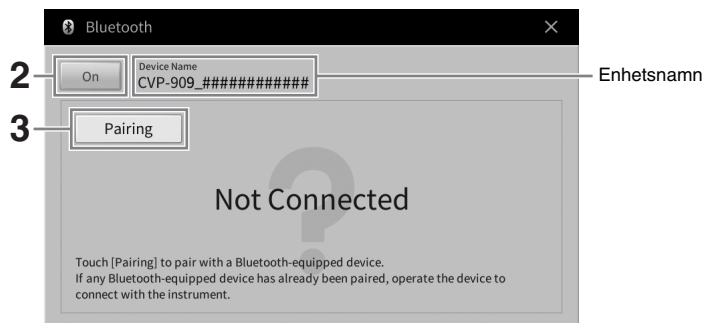 Bluetooth
2
On
Device Name
CVP-909_############
Enhetsnamn
3
Pairing
?
Not Connected
Touch [Pairing] to pair with a Bluetooth-equipped device.
If any Bluetooth-equipped device has already been paired, operate the device to
connect with the instrument.